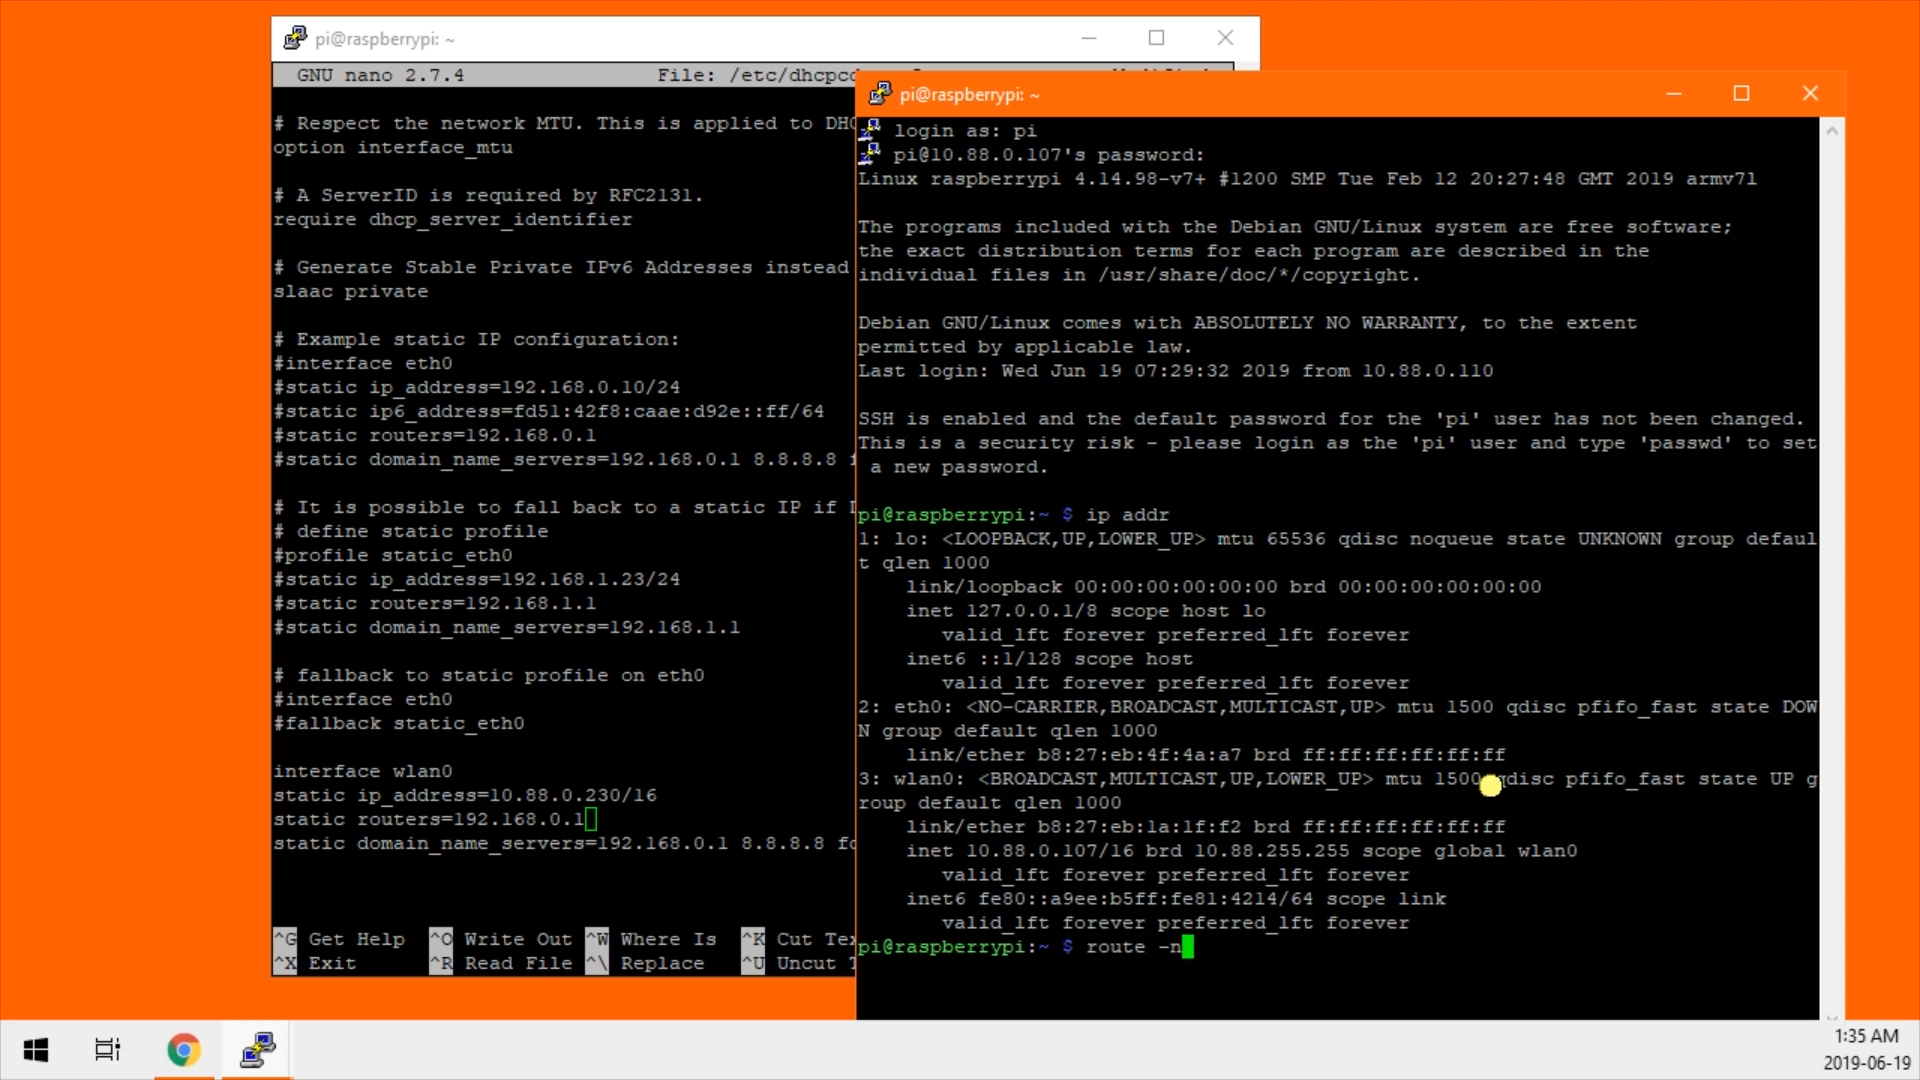 pi@raspberrypi: ~
GNU nano 2.7.4 File: /etc/dhcpcd
# Respect the network MTU. This is applied to DHC
option interface_mtu
# A ServerID is required by RFC2131.
require dhcp_server_identifier
# Generate Stable Private IPv6 Addresses instead
slaac private
# Example static IP configuration:
#interface eth0
#static ip_address=192.168.0.10/24
#static ip6_address=fd51:42f8:caae:d92e::ff/64
#static routers=192.168.0.1
#static domain_name_servers=192.168.0.1 8.8.8.8 f
# It is possible to fall back to a static IP if D
# define static profile
#profile static_eth0
#static ip_address=192.168.1.23/24
#static routers=192.168.1.1
#static domain_name_servers=192.168.1.1
# fallback to static profile on eth0
#interface eth0
#fallback static_eth0
interface wlan0
static ip_address=10.88.0.230/16
static routers=192.168.0.1
static domain_name_servers=192.168.0.1 8.8.8.8 fd
^G Get Help ^O Write Out ^W Where Is ^K Cut Tex
^X Exit ^R Read File ^\ Replace ^U Uncut T
pi@raspberrypi: ~
login as: pi
pi@10.88.0.107's password:
Linux raspberrypi 4.14.98-v7+ #1200 SMP Tue Feb 12 20:27:48 GMT 2019 armv7l
The programs included with the Debian GNU/Linux system are free software;
the exact distribution terms for each program are described in the
individual files in /usr/share/doc/*/copyright.
Debian GNU/Linux comes with ABSOLUTELY NO WARRANTY, to the extent
permitted by applicable law.
Last login: Wed Jun 19 07:29:32 2019 from 10.88.0.110
SSH is enabled and the default password for the 'pi' user has not been changed.
This is a security risk - please login as the 'pi' user and type 'passwd' to set
a new password.
pi@raspberrypi:~ $ ip addr
1: lo: <LOOPBACK,UP,LOWER_UP> mtu 65536 qdisc noqueue state UNKNOWN group defaul
t qlen 1000
link/loopback 00:00:00:00:00:00 brd 00:00:00:00:00:00
inet 127.0.0.1/8 scope host lo
valid_lft forever preferred_lft forever
inet6 ::1/128 scope host
valid_lft forever preferred_lft forever
2: eth0: <NO-CARRIER,BROADCAST,MULTICAST,UP> mtu 1500 qdisc pfifo_fast state DOW
N group default qlen 1000
link/ether b8:27:eb:4f:4a:a7 brd ff:ff:ff:ff:ff:ff
3: wlan0: <BROADCAST,MULTICAST,UP,LOWER_UP> mtu 1500 qdisc pfifo_fast state UP g
roup default qlen 1000
link/ether b8:27:eb:1a:1f:f2 brd ff:ff:ff:ff:ff:ff
inet 10.88.0.107/16 brd 10.88.255.255 scope global wlan0
valid_lft forever preferred_lft forever
inet6 fe80::a9ee:b5ff:fe81:4214/64 scope link
valid_lft forever preferred_lft forever
pi@raspberrypi:~ $ route -n
1:35 AM
2019-06-19